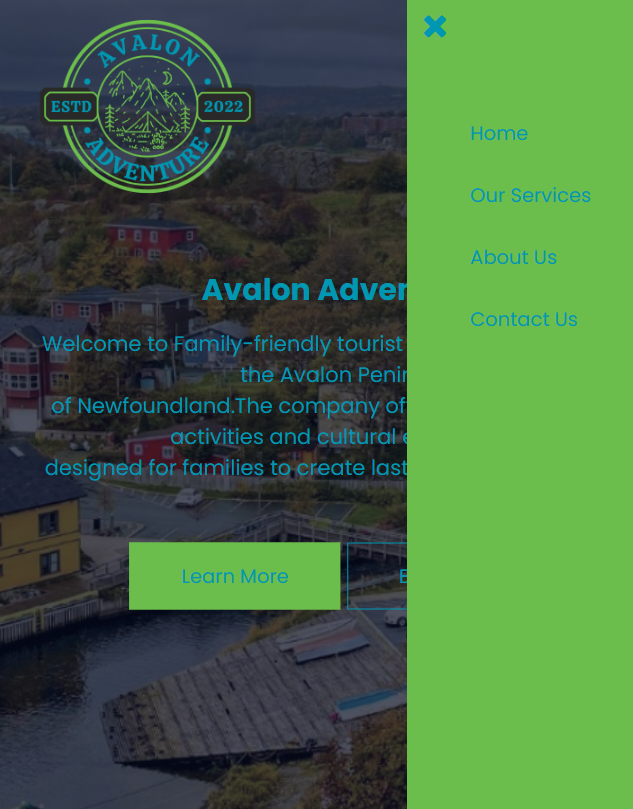 AVALON
ESTD
2022
ADVENTURE
Home
Our Services
About Us
Contact Us
Avalon Adver
Welcome to Family-friendly tourist
the Avalon Penin
of Newfoundland.The company of
activities and cultural e
designed for families to create last
Learn More
B